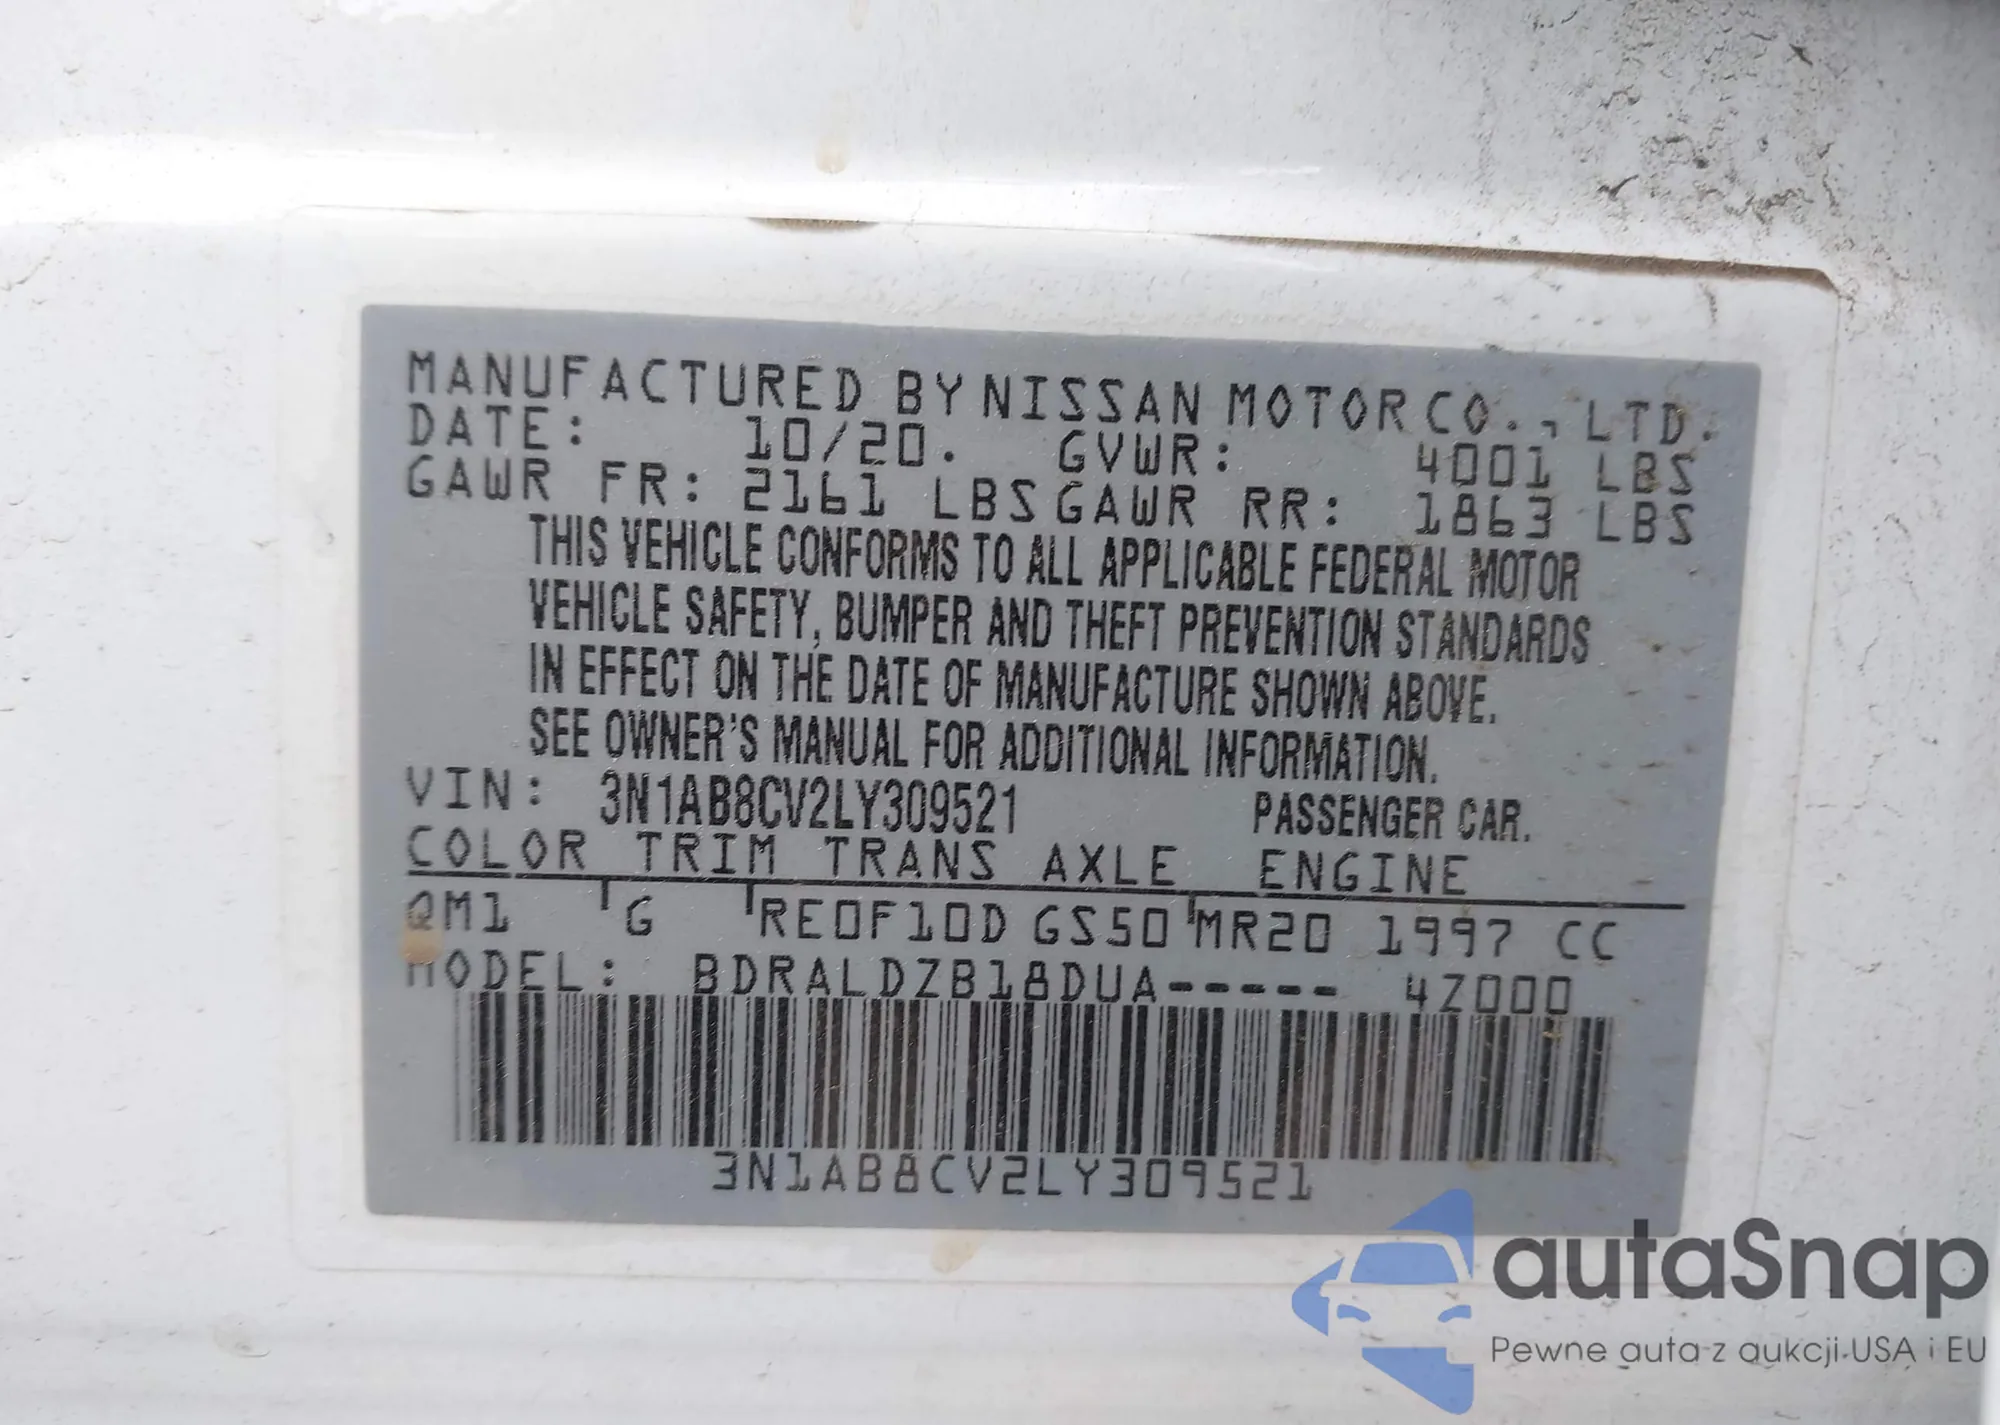 MANUFACTURED BY NISSAN MOTOR CO., LTD.
DATE: 10/20. GVWR: 4001 LBS
GAWR FR: 2161 LBS GAWR RR: 1863 LBS
THIS VEHICLE CONFORMS TO ALL APPLICABLE FEDERAL MOTOR
VEHICLE SAFETY, BUMPER AND THEFT PREVENTION STANDARDS
IN EFFECT ON THE DATE OF MANUFACTURE SHOWN ABOVE.
SEE OWNER'S MANUAL FOR ADDITIONAL INFORMATION.
VIN: 3N1AB8CV2LY309521 PASSENGER CAR.
COLOR TRIM TRANS AXLE ENGINE
QM1 G RE0F10D GS50 MR20 1997 CC
MODEL: BDRALDZB18DUA----- 4Z000
3N1AB8CV2LY309521
autaSnap
Pewne auta z aukcji USA i EU